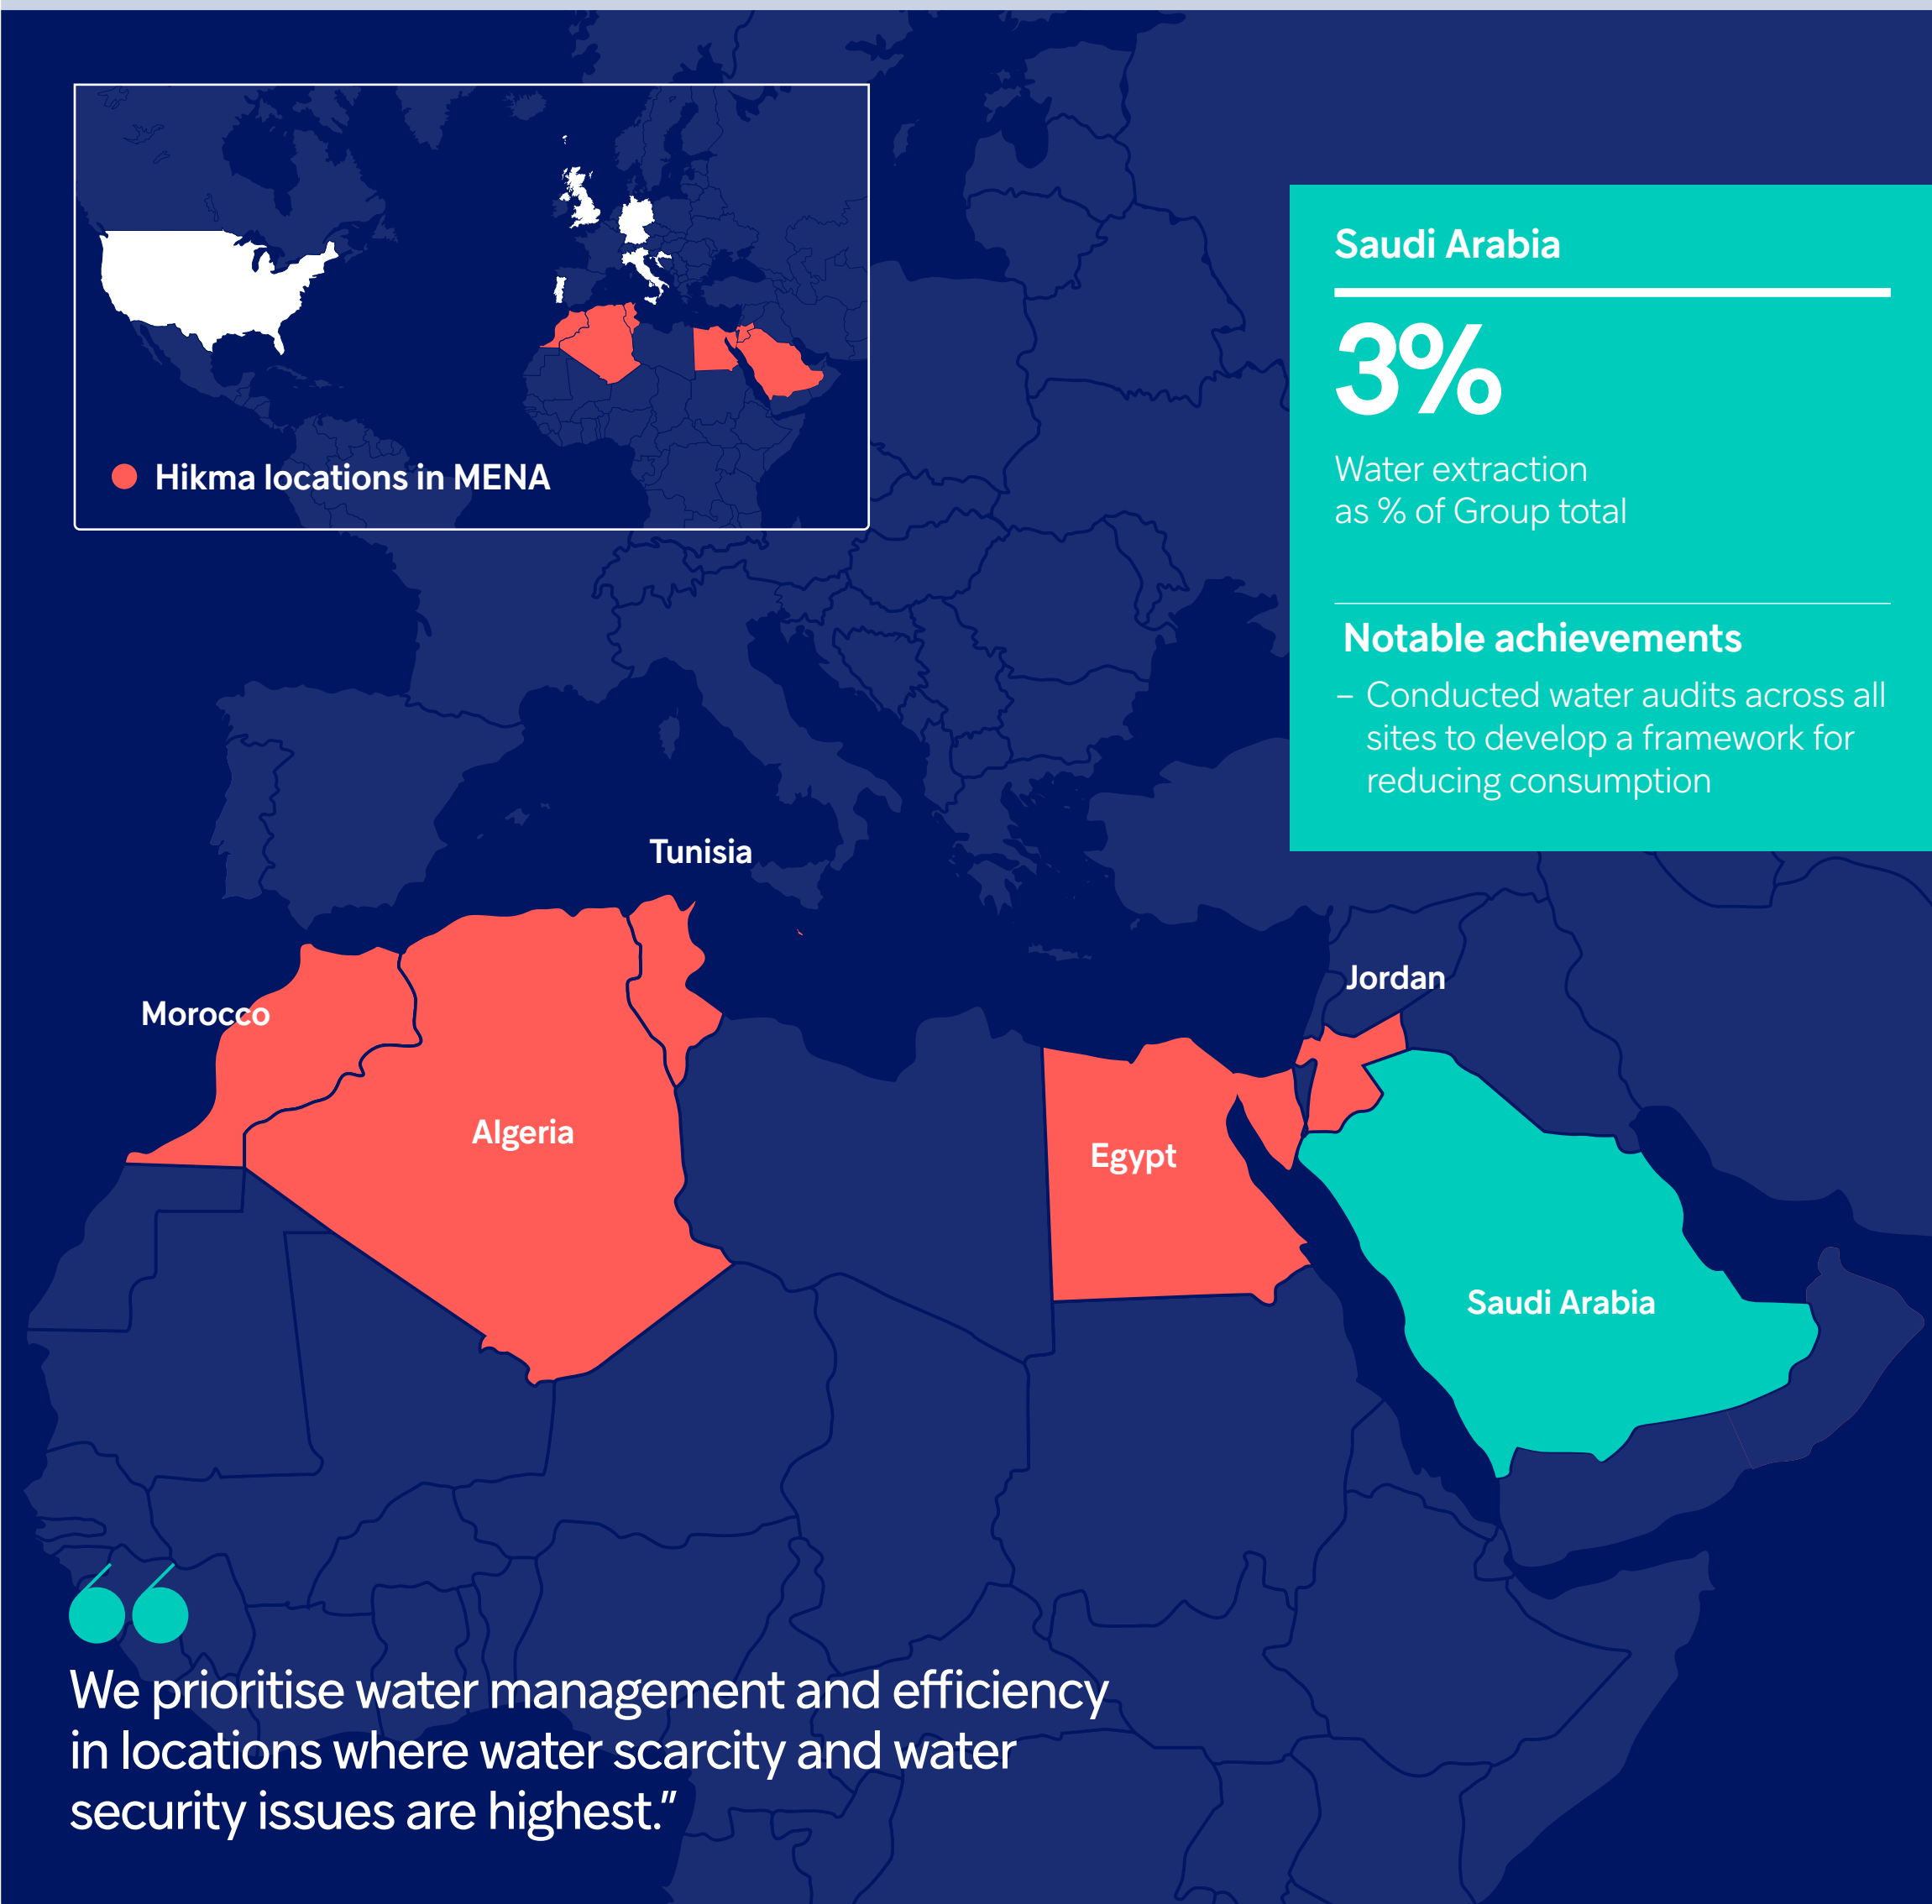 Hikma locations in MENA
Saudi Arabia
3%
Water extraction
as % of Group total
Notable achievements
– Conducted water audits across all
sites to develop a framework for
reducing consumption
Tunisia
Jordan
Morocco
Algeria
Egypt
Saudi Arabia
We prioritise water management and efficiency
in locations where water scarcity and water
security issues are highest.”